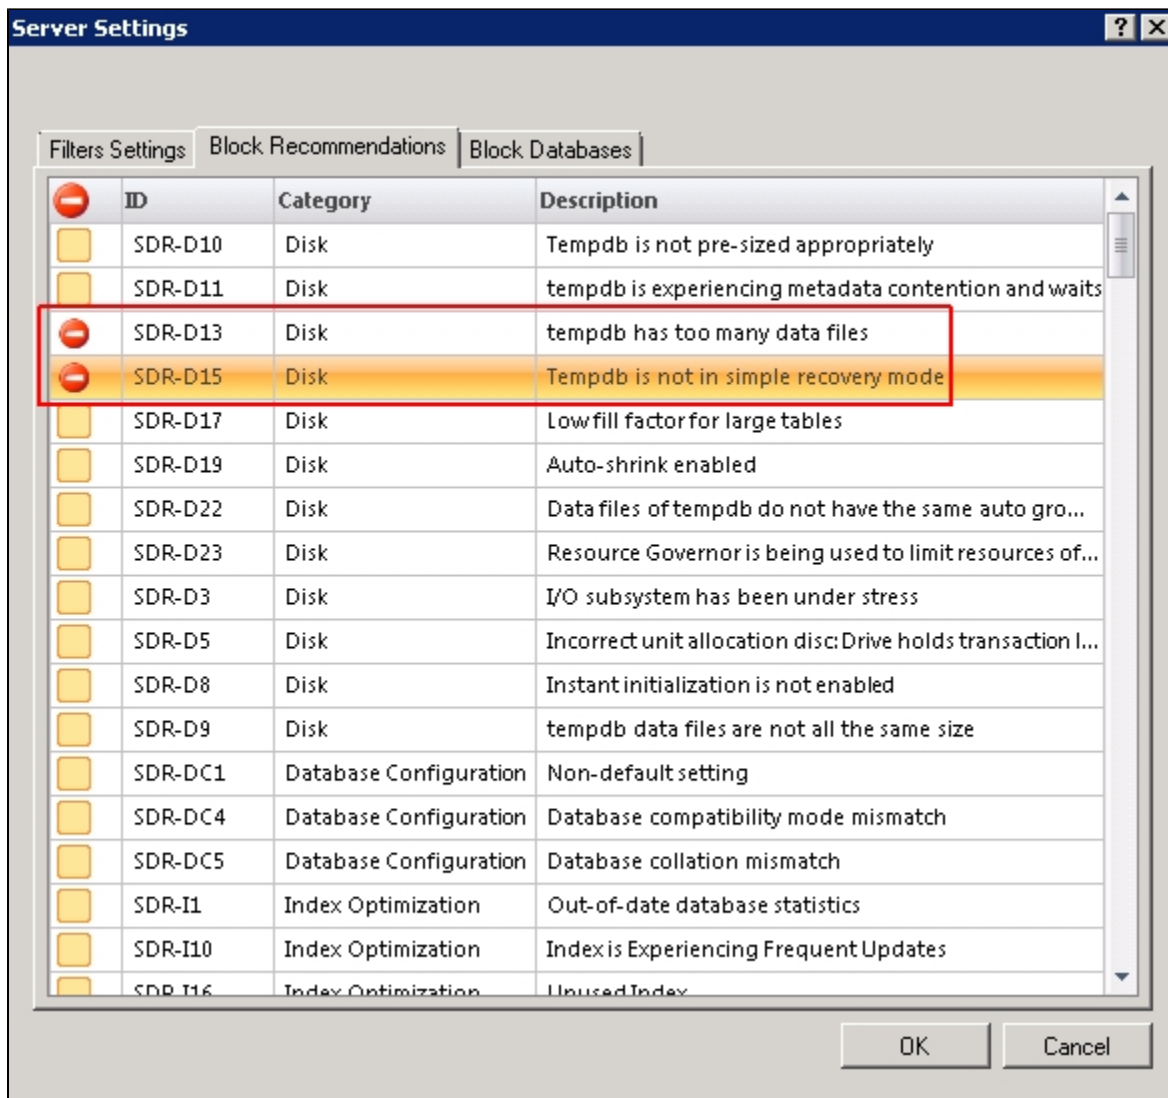 Server Settings
Filters Settings Block Recommendations Block Databases
ID Category Description
SDR-D10 Disk Tempdb is not pre-sized appropriately
SDR-D11 Disk tempdb is experiencing metadata contention and waits
SDR-D13 Disk tempdb has too many data files
SDR-D15 Disk Tempdb is not in simple recovery mode
SDR-D17 Disk Low fill factor for large tables
SDR-D19 Disk Auto-shrink enabled
SDR-D22 Disk Data files of tempdb do not have the same auto gro...
SDR-D23 Disk Resource Governor is being used to limit resources of...
SDR-D3 Disk I/O subsystem has been under stress
SDR-D5 Disk Incorrect unit allocation disc:Drive holds transaction l...
SDR-D8 Disk Instant initialization is not enabled
SDR-D9 Disk tempdb data files are not all the same size
SDR-DC1 Database Configuration Non-default setting
SDR-DC4 Database Configuration Database compatibility mode mismatch
SDR-DC5 Database Configuration Database collation mismatch
SDR-I1 Index Optimization Out-of-date database statistics
SDR-I10 Index Optimization Index is Experiencing Frequent Updates
SDR-I16 Index Optimization Unused Index
OK Cancel